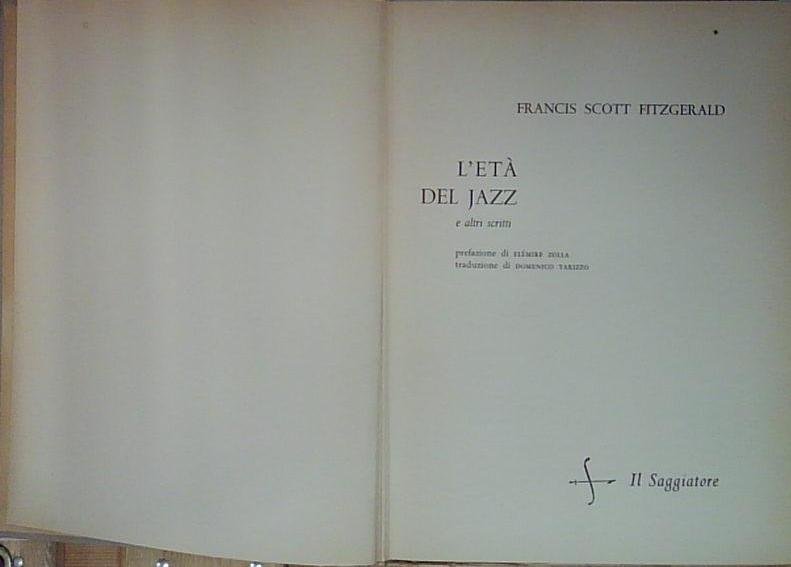 FRANCIS SCOTT FITZGERALD
L'ETÀ
DEL JAZZ
e altri scritti
prefazione di ELÉMIRE ZOLLA
traduzione di DOMENICO TARIZZO
Il Saggiatore